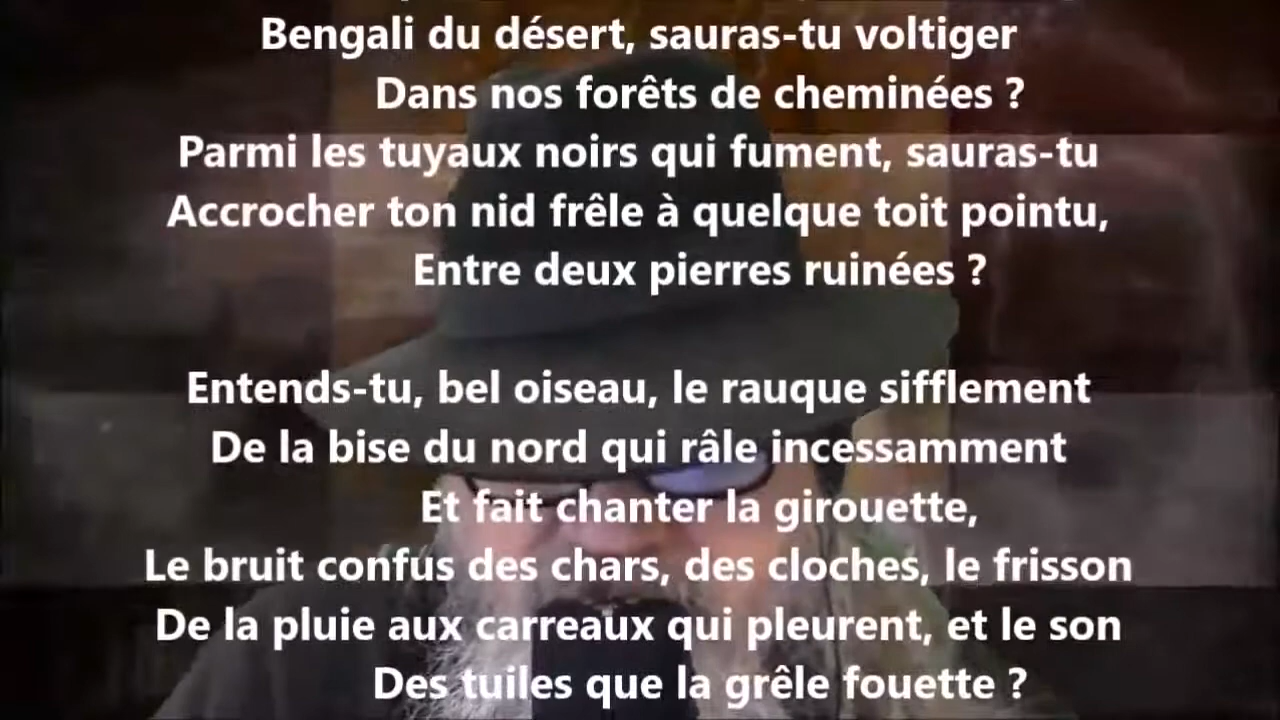 Bengali du désert, sauras-tu voltiger
Dans nos forêts de cheminées ?
Parmi les tuyaux noirs qui fument, sauras-tu
Accrocher ton nid frêle à quelque toit pointu,
Entre deux pierres ruinées ?
Entends-tu, bel oiseau, le rauque sifflement
De la bise du nord qui râle incessamment
Et fait chanter la girouette,
Le bruit confus des chars, des cloches, le frisson
De la pluie aux carreaux qui pleurent, et le son
Des tuiles que la grêle fouette ?